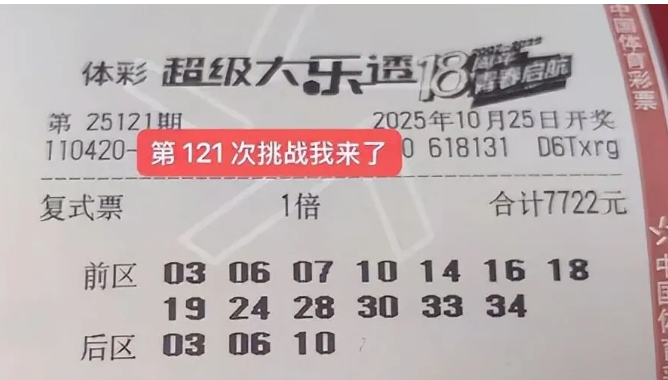 体彩 超级大乐透 18周年 2007-2025 青春启航
第 25121期 2025年10月25日开奖
110420- 0 618131 D6Txrg
第 121 次挑战我来了
复式票 1倍 合计7722元
前区 03 06 07 10 14 16 18
19 24 28 30 33 34
后区 03 06 10
中国体育彩票
中国体育